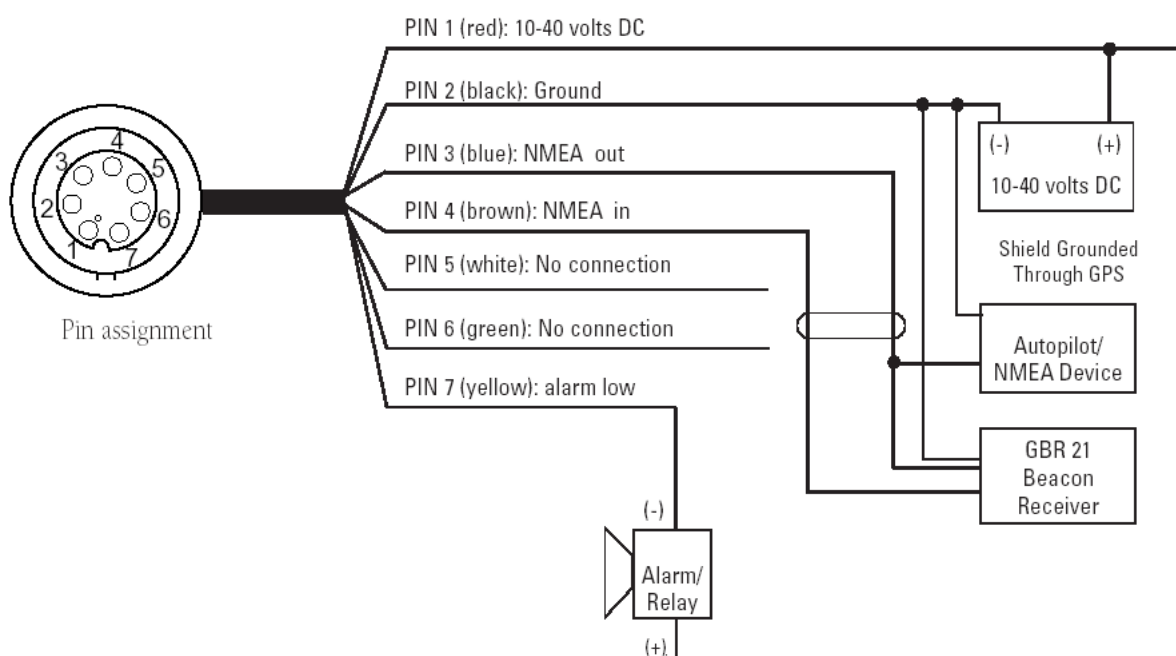 PIN 1 (red): 10-40 volts DC
PIN 2 (black): Ground
PIN 3 (blue): NMEA out
PIN 4 (brown): NMEA in
PIN 5 (white): No connection
PIN 6 (green): No connection
PIN 7 (yellow): alarm low
1
2
3
4
5
6
7
Pin assignment
(-)
(+)
10-40 volts DC
Shield Grounded
Through GPS
Autopilot/
NMEA Device
GBR 21
Beacon
Receiver
(-)
Alarm/
Relay
(+)